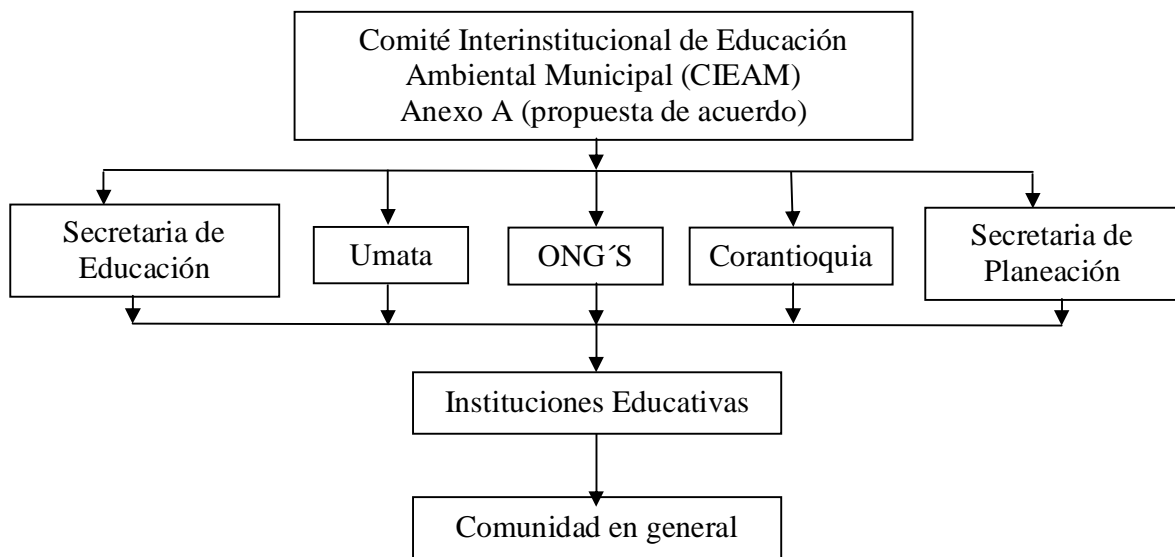 Comité Interinstitucional de Educación
Ambiental Municipal (CIEAM)
Anexo A (propuesta de acuerdo)
Secretaria de
Educación
Umata
ONG´S
Corantioquia
Secretaria de
Planeación
Instituciones Educativas
Comunidad en general